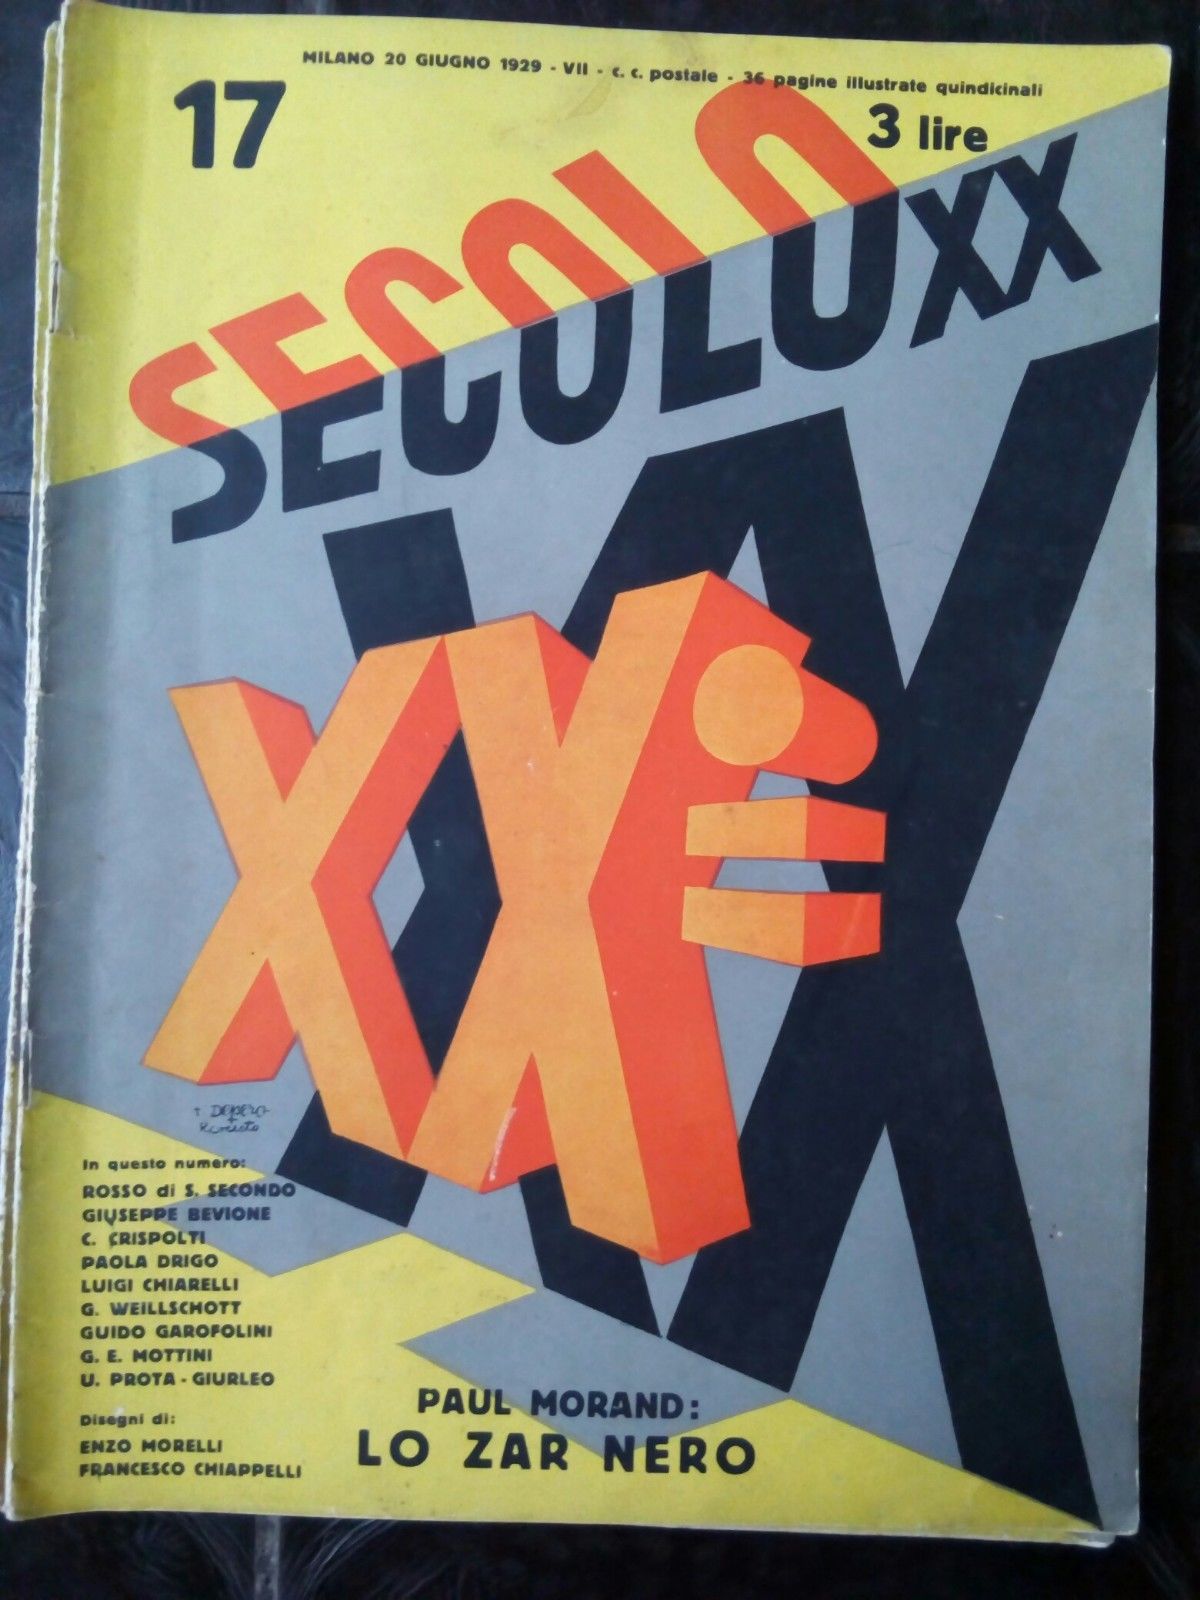 MILANO 20 GIUGNO 1929 - VII - c. c. postale - 36 pagine illustrate quindicinali
17
3 lire
SECOLO XX
XX
XX
DEPERO
In questo numero:
ROSSO di S. SECONDO
GIUSEPPE BEVIONE
C. CRISPOLTI
PAOLA DRIGO
LUIGI CHIARELLI
G. WEILLSCHOTT
GUIDO GAROFOLINI
G. E. MOTTINI
U. PROTA - GIURLEO
Disegni di:
ENZO MORELLI
FRANCESCO CHIAPPELLI
PAUL MORAND:
LO ZAR NERO